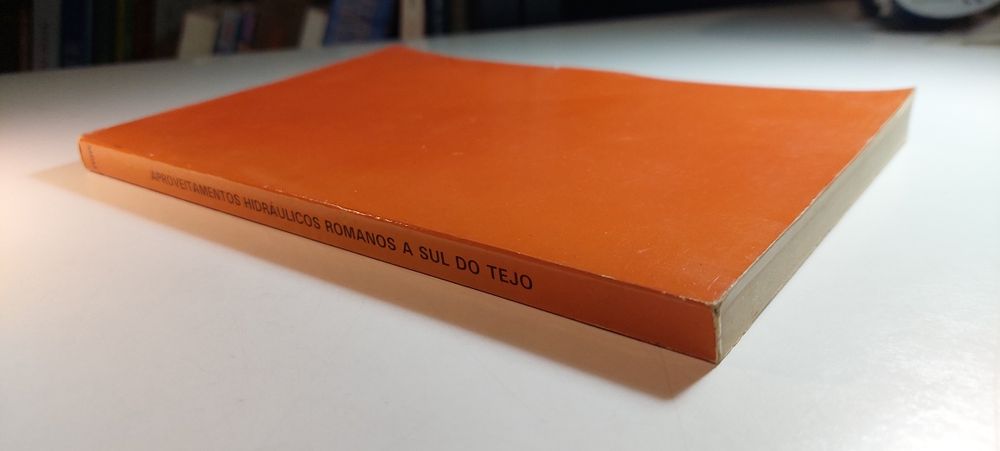 APROVEITAMENTOS HIDRÁULICOS ROMANOS A SUL DO TEJO